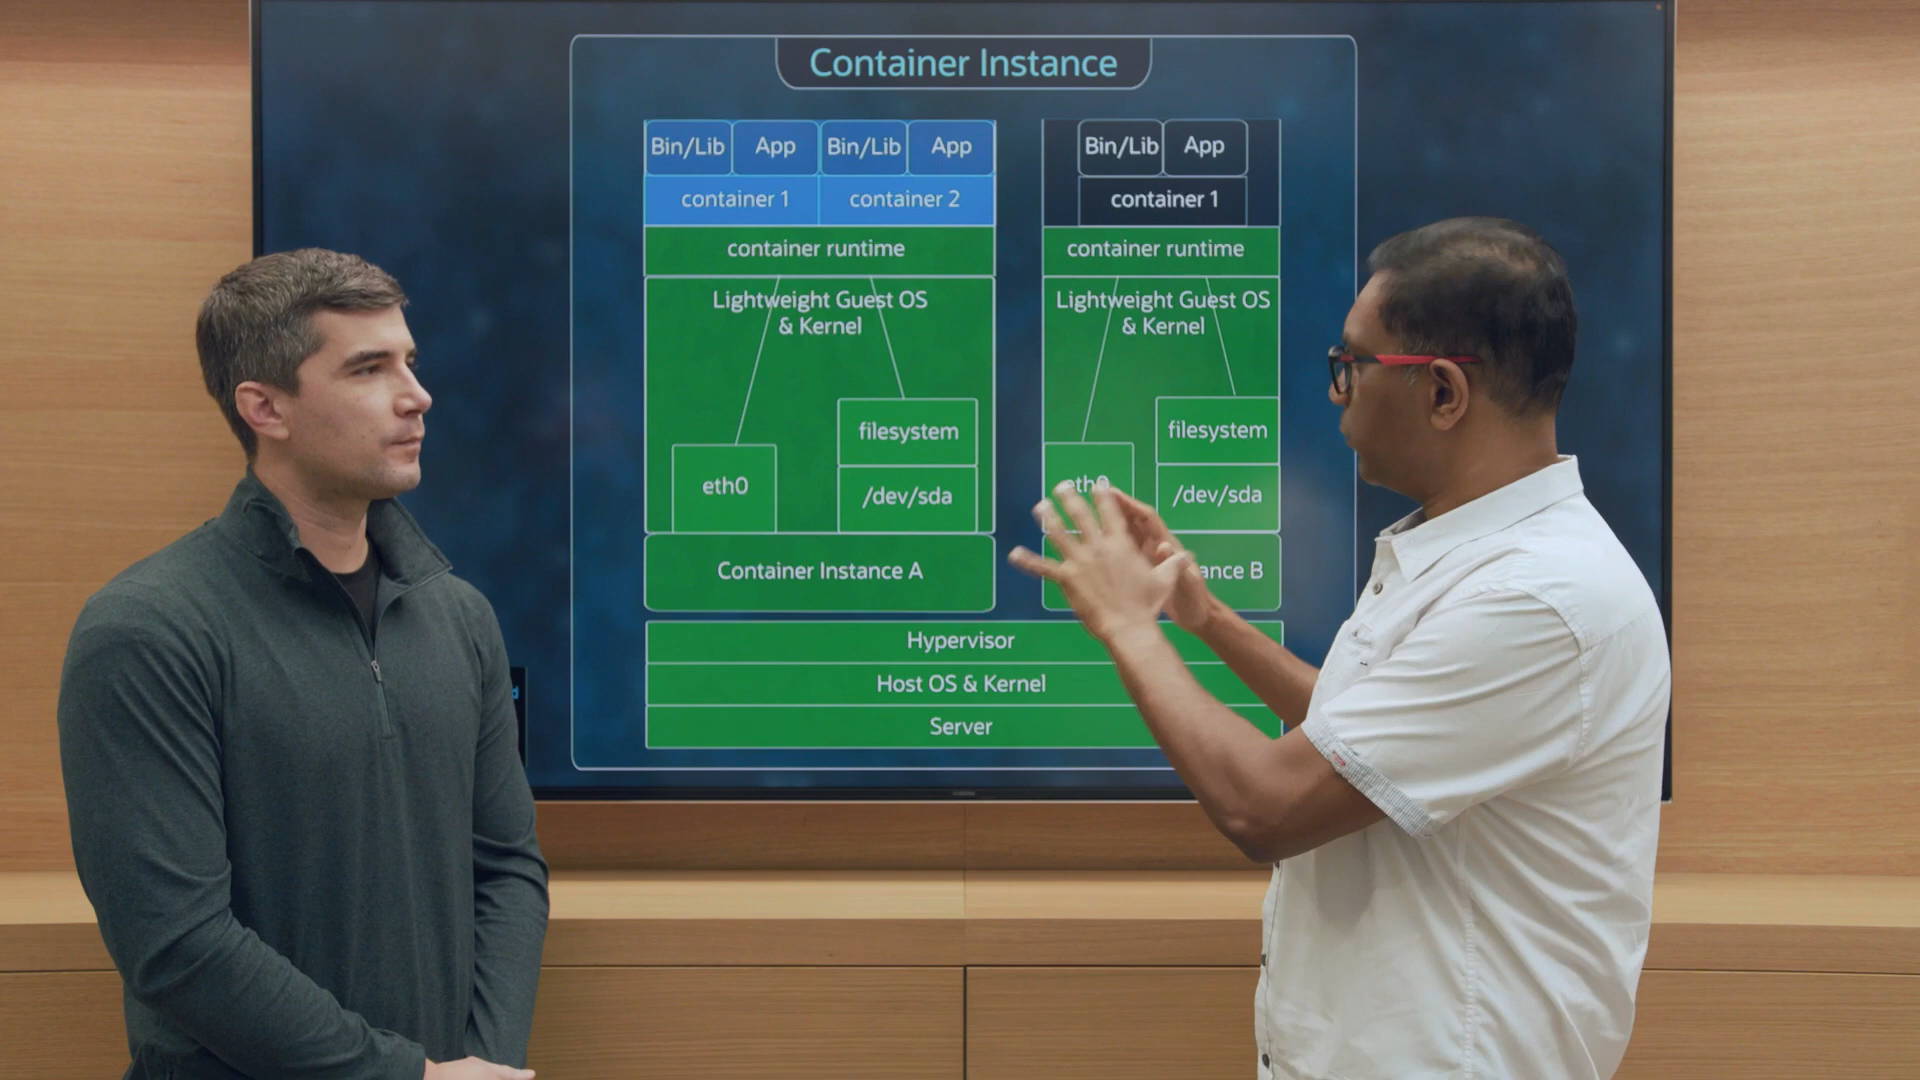 Container Instance
Bin/Lib App Bin/Lib App
container 1 container 2
container runtime
Lightweight Guest OS
& Kernel
filesystem
eth0
/dev/sda
Container Instance A
Bin/Lib App
container 1
container runtime
Lightweight Guest OS
& Kernel
filesystem
eth0
/dev/sda
B
Hypervisor
Host OS & Kernel
Server